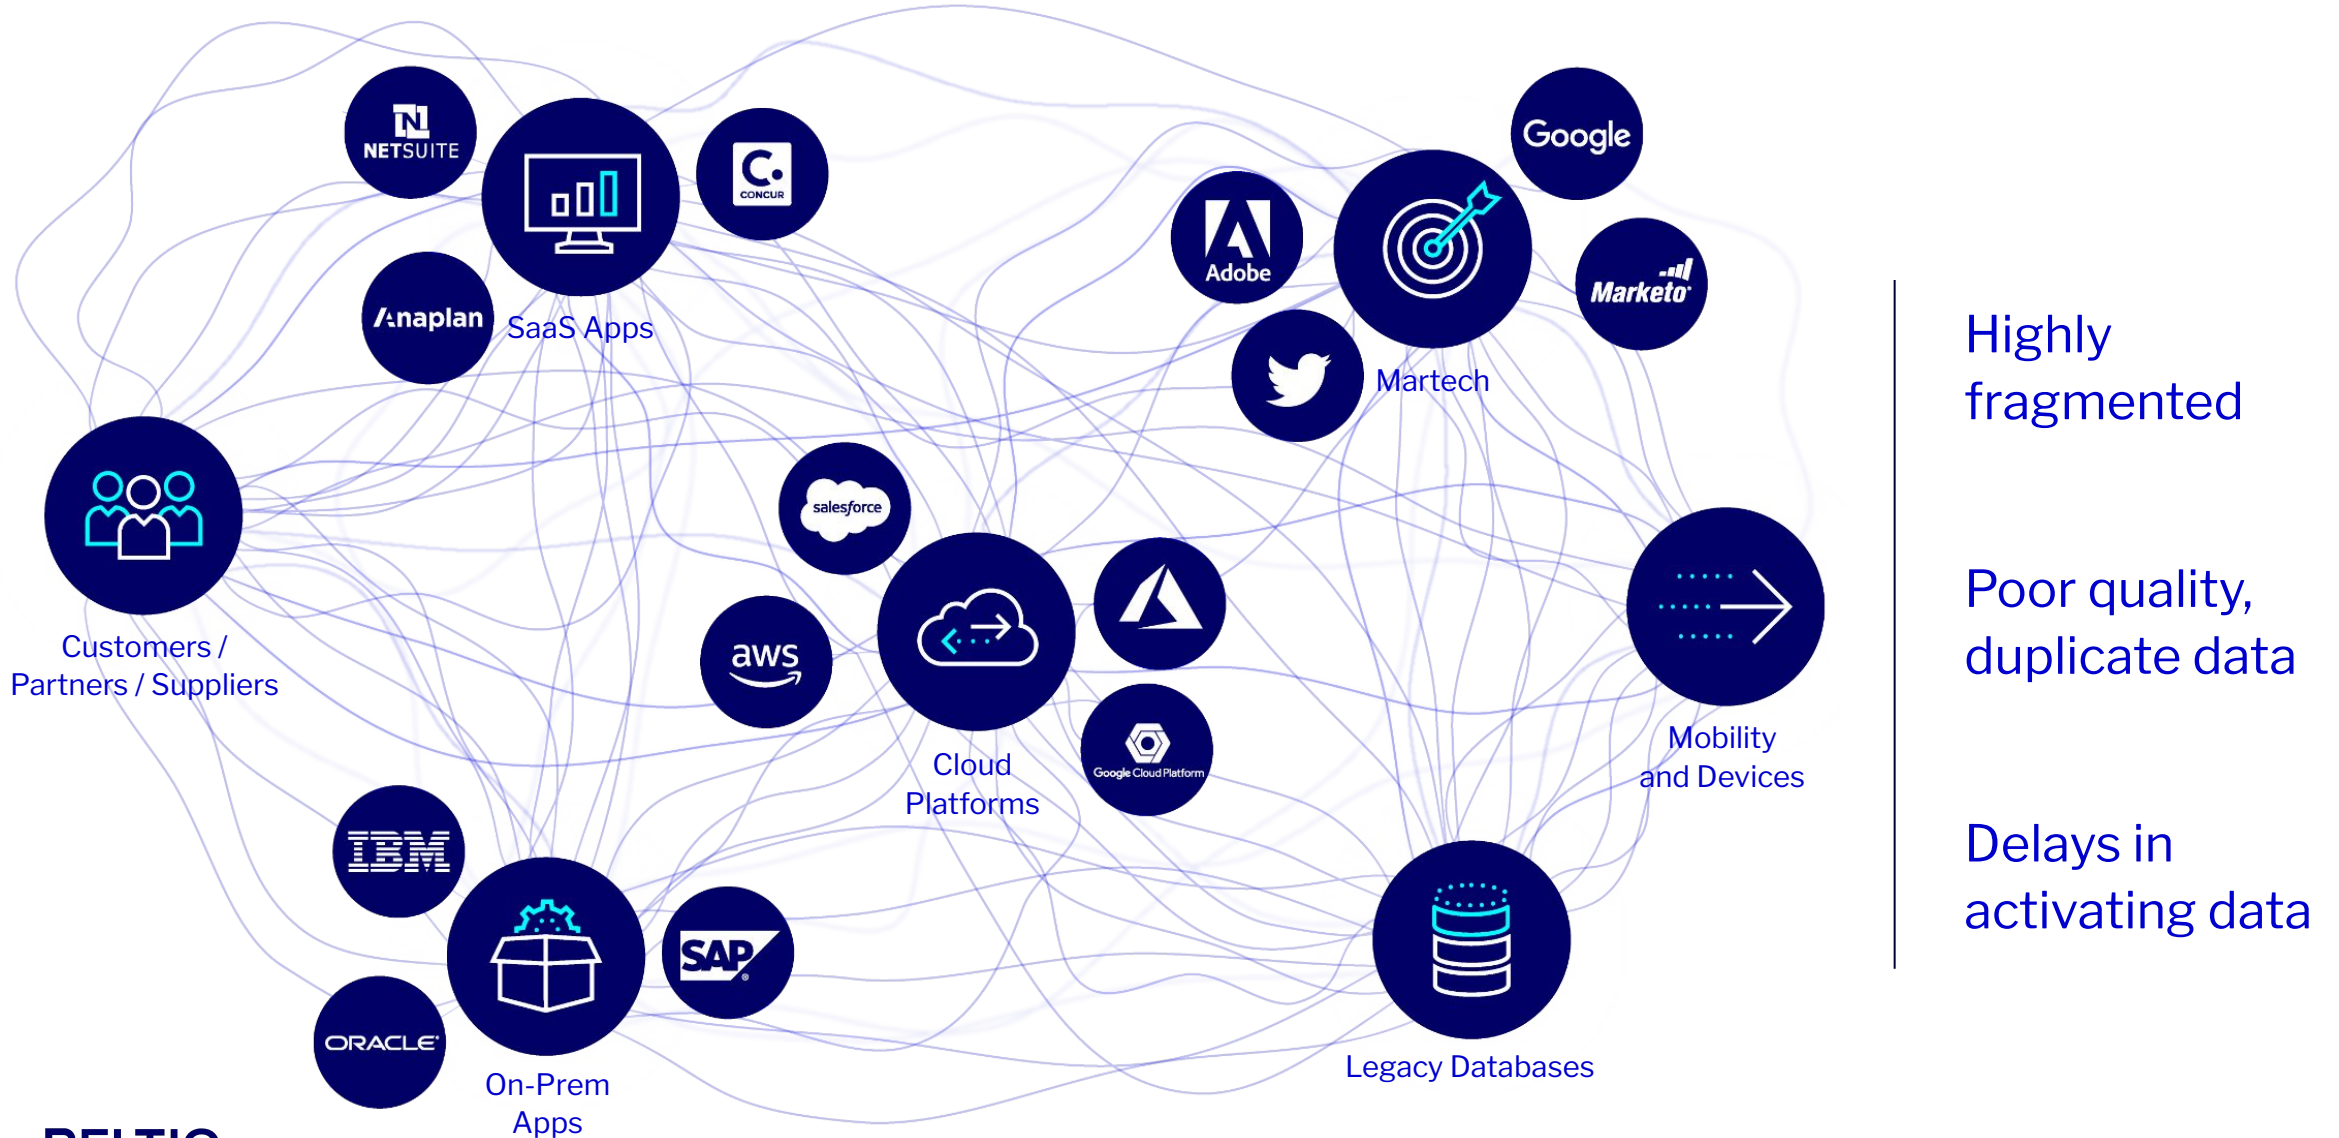 NETSUITE
C.
CONCUR
Anaplan
SaaS Apps
Google
Adobe
Marketo
Martech
Highly
fragmented
Customers /
Partners / Suppliers
salesforce
aws
Google Cloud Platform
Cloud
Platforms
Mobility
and Devices
Poor quality,
duplicate data
IBM
SAP
ORACLE
On-Prem
Apps
Legacy Databases
Delays in
activating data
RELTIO